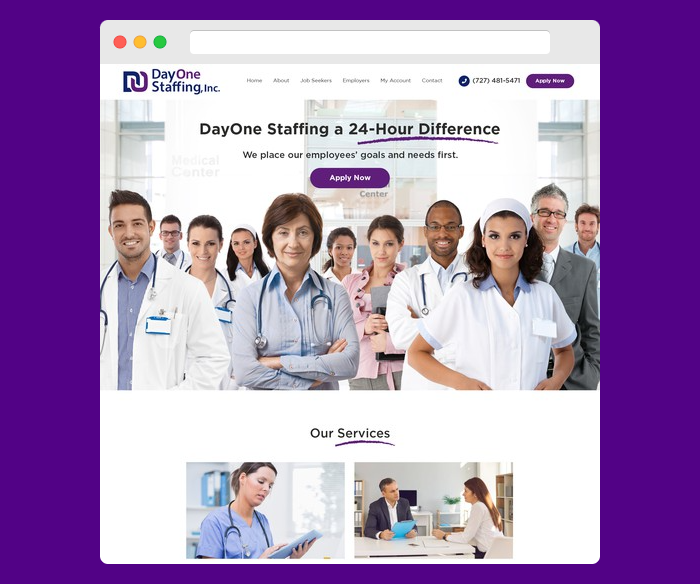 DayOne
Staffing, Inc.
Home About Job Seekers Employers My Account Contact (727) 481-5471 Apply Now
DayOne Staffing a 24-Hour Difference
We place our employees' goals and needs first.
Medical
Center
Apply Now
Center
Our Services